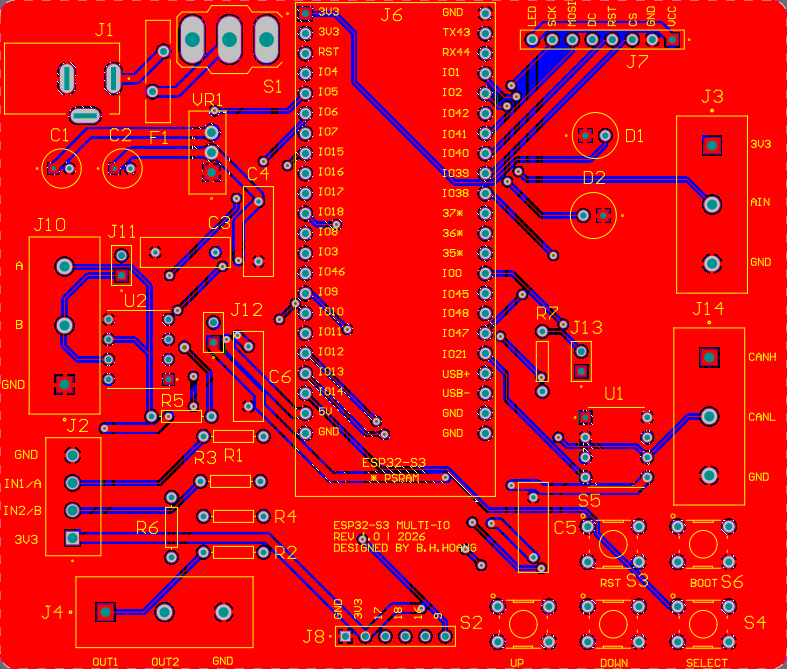 J1
S1
VR1
C1
C2
F1
C4
C3
J10
A
B
GND
J11
U2
J12
C6
R5
J2
GND
IN1/A
IN2/B
3V3
R3
R1
R4
R6
R2
J4
OUT1
OUT2
GND
J6
3V3
3V3
RST
IO4
IO5
IO6
IO7
IO15
IO16
IO17
IO18
IO8
IO3
IO46
IO9
IO10
IO11
IO12
IO13
IO14
5V
GND
GND
TX43
RX44
IO1
IO2
IO42
IO41
IO40
IO39
IO38
37*
36*
35*
IO0
IO45
IO48
IO47
IO21
USB+
USB-
GND
GND
ESP32-S3
* PSRAM
ESP32-S3 MULTI-IO
REV 1.0 | 2026
DESIGNED BY B.H.HOANG
J8
GND
3V3
17
18
16
9
LED
SCK
MOSI
DC
RST
CS
GND
VCC
J7
D1
D2
J3
3V3
AIN
GND
R7
J13
U1
J14
CANH
CANL
GND
C5
S5
RST
S3
BOOT
S6
S2
UP
DOWN
S4
SELECT